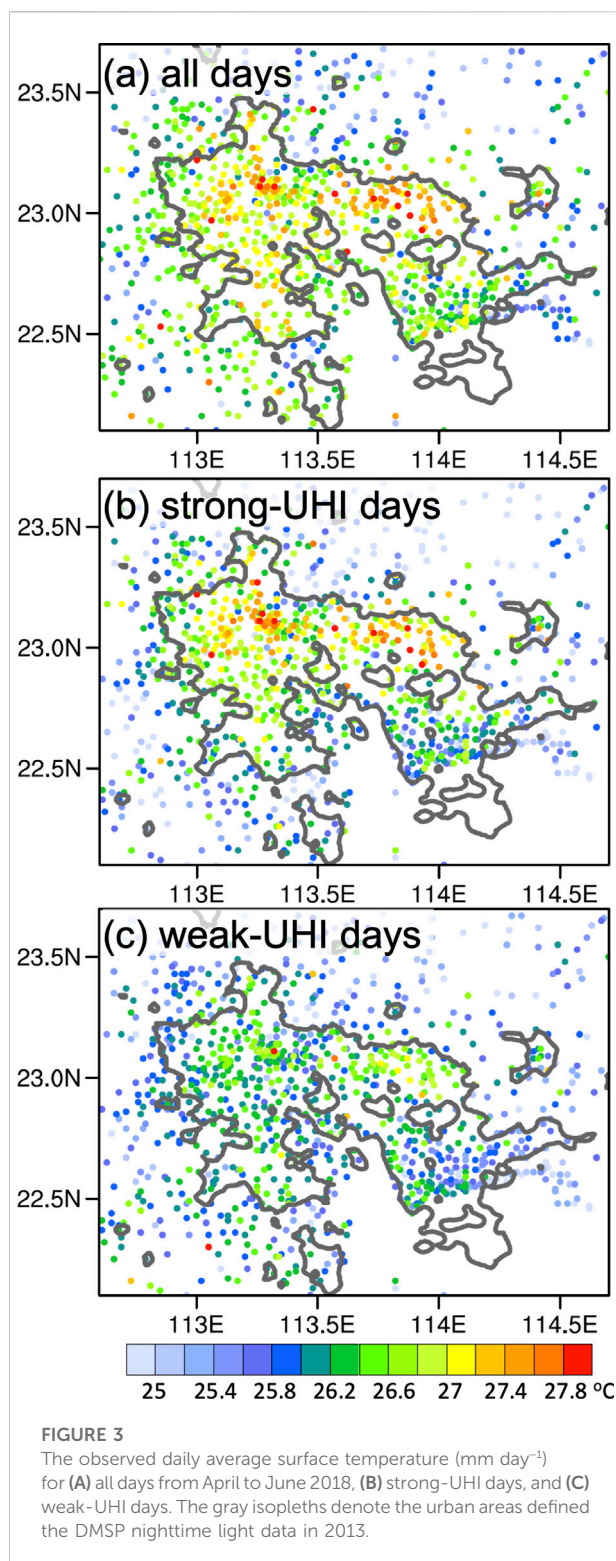 (a) all days
23.5N
23.0N
22.5N
113E 113.5E 114E 114.5E
(b) strong-UHI days
23.5N
23.0N
22.5N
113E 113.5E 114E 114.5E
(c) weak-UHI days
23.5N
23.0N
22.5N
113E 113.5E 114E 114.5E
25 25.4 25.8 26.2 26.6 27 27.4 27.8 ºC
FIGURE 3
The observed daily average surface temperature (mm day⁻¹)
for (A) all days from April to June 2018, (B) strong-UHI days, and (C)
weak-UHI days. The gray isopleths denote the urban areas defined
the DMSP nighttime light data in 2013.